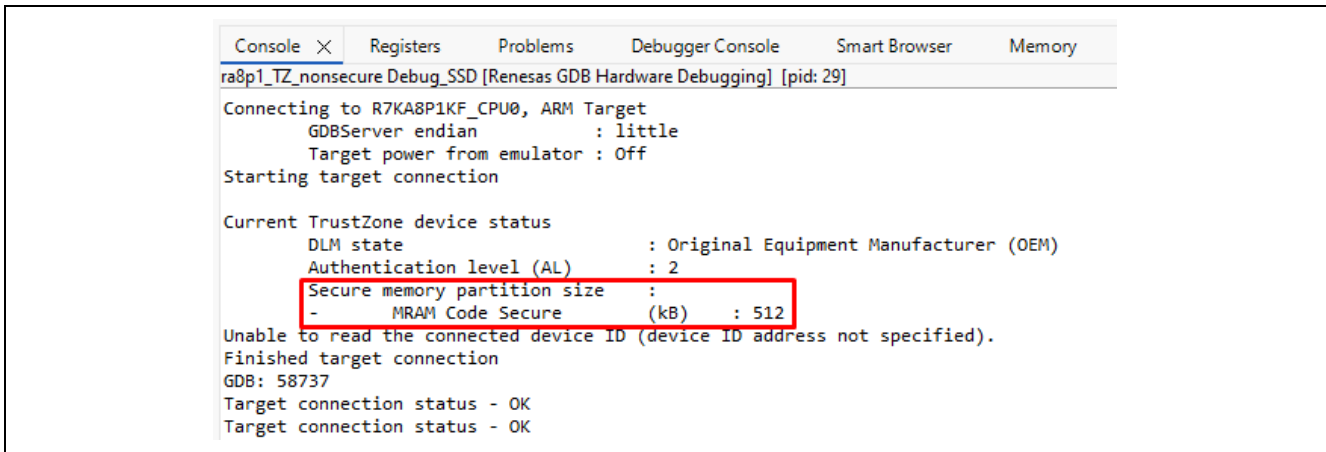 Console × Registers Problems Debugger Console Smart Browser Memory
ra8p1_TZ_nonsecure Debug_SSD [Renesas GDB Hardware Debugging] [pid: 29]
Connecting to R7KA8P1KF_CPU0, ARM Target
GDBServer endian : little
Target power from emulator : Off
Starting target connection
Current TrustZone device status
DLM state : Original Equipment Manufacturer (OEM)
Authentication level (AL) : 2
Secure memory partition size :
- MRAM Code Secure (kB) : 512
Unable to read the connected device ID (device ID address not specified).
Finished target connection
GDB: 58737
Target connection status - OK
Target connection status - OK